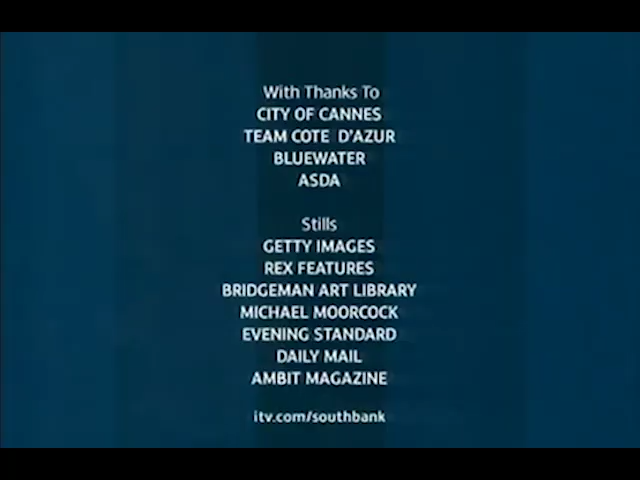 With Thanks To
CITY OF CANNES
TEAM COTE D'AZUR
BLUEWATER
ASDA
Stills
GETTY IMAGES
REX FEATURES
BRIDGEMAN ART LIBRARY
MICHAEL MOORCOCK
EVENING STANDARD
DAILY MAIL
AMBIT MAGAZINE
itv.com/southbank